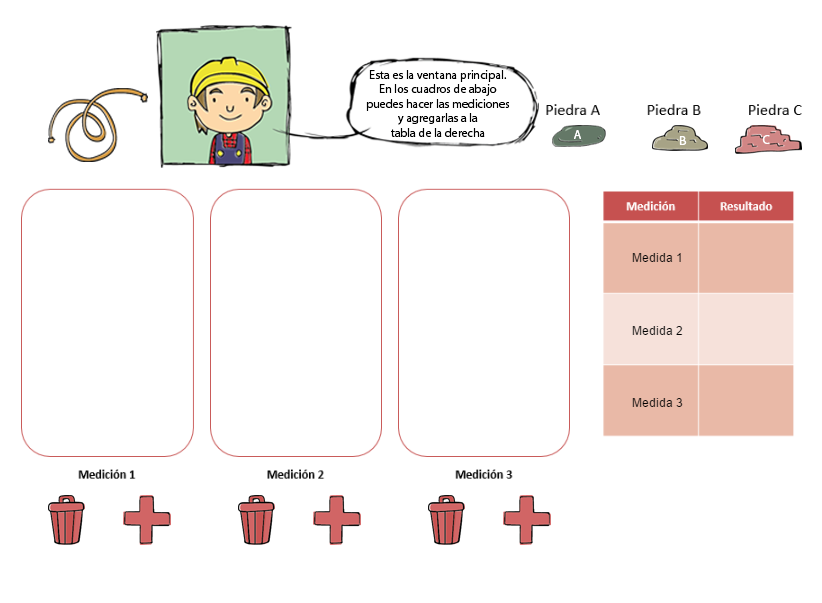 Esta es la ventana principal.
En los cuadros de abajo
puedes hacer las mediciones
y agregarlas a la
tabla de la derecha
Piedra A
Piedra B
Piedra C
A
B
C
Medición
Resultado
Medida 1
Medida 2
Medida 3
Medición 1
Medición 2
Medición 3